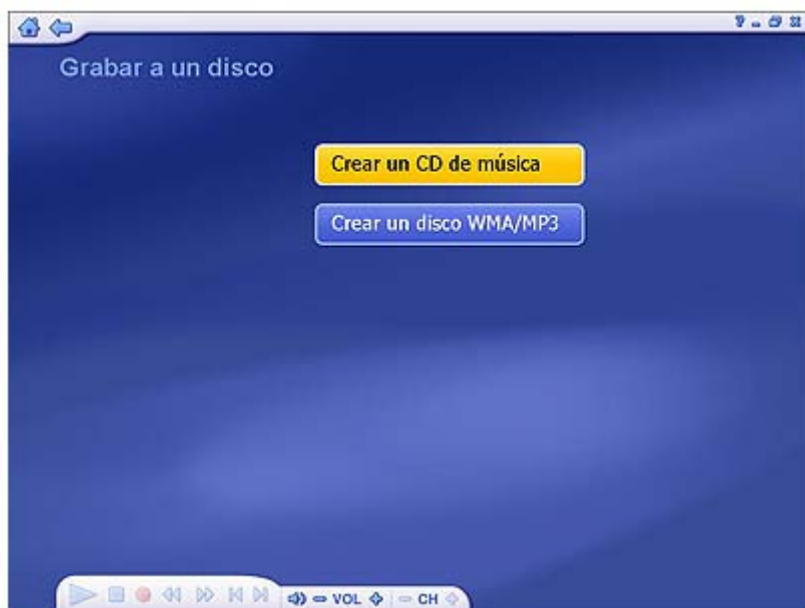 Grabar a un disco
Crear un CD de música
Crear un disco WMA/MP3
VOL CH